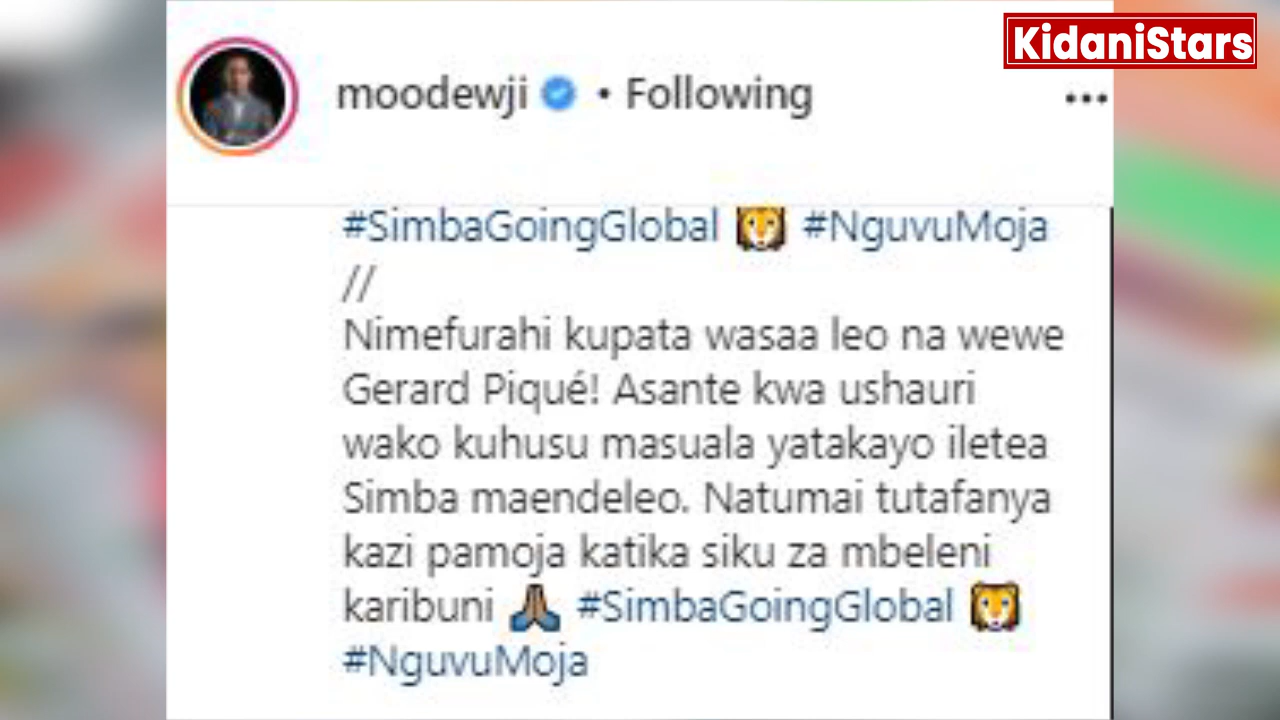 KidaniStars
moodewji • Following
#SimbaGoingGlobal 🦁 #NguvuMoja
//
Nimefurahi kupata wasaa leo na wewe
Gerard Piqué! Asante kwa ushauri
wako kuhusu masuala yatakayo iletea
Simba maendeleo. Natumai tutafanya
kazi pamoja katika siku za mbeleni
karibuni 🙏🏽 #SimbaGoingGlobal 🦁
#NguvuMoja